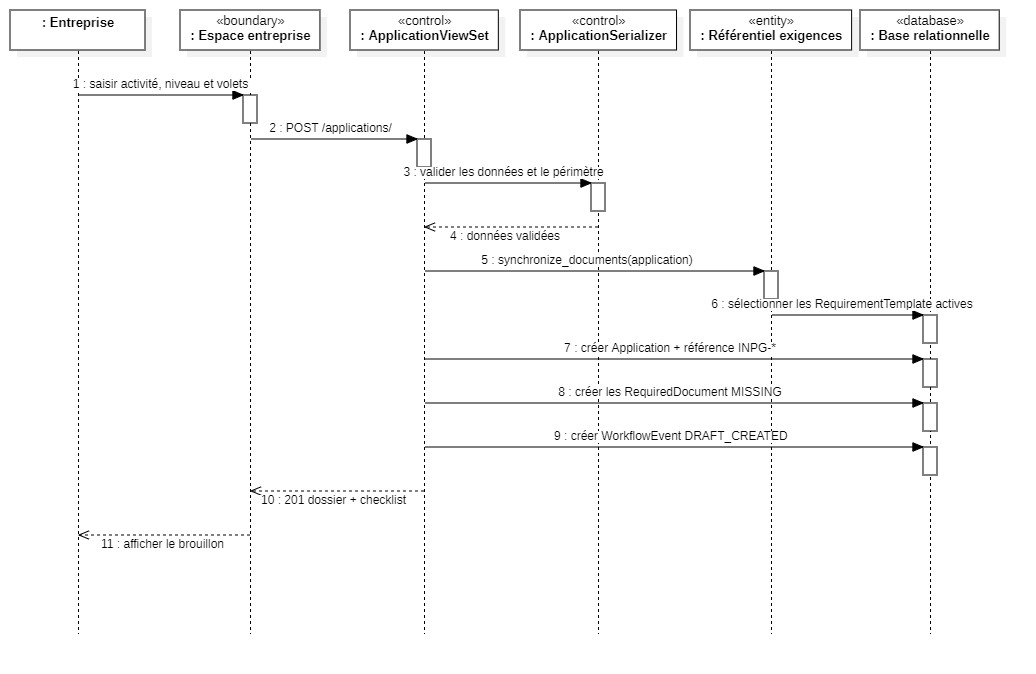 : Entreprise
«boundary»
: Espace entreprise
«control»
: ApplicationViewSet
«control»
: ApplicationSerializer
«entity»
: Référentiel exigences
«database»
: Base relationnelle
1 : saisir activité, niveau et volets
2 : POST /applications/
3 : valider les données et le périmètre
4 : données validées
5 : synchronize_documents(application)
6 : sélectionner les RequirementTemplate actives
7 : créer Application + référence INPG-*
8 : créer les RequiredDocument MISSING
9 : créer WorkflowEvent DRAFT_CREATED
10 : 201 dossier + checklist
11 : afficher le brouillon